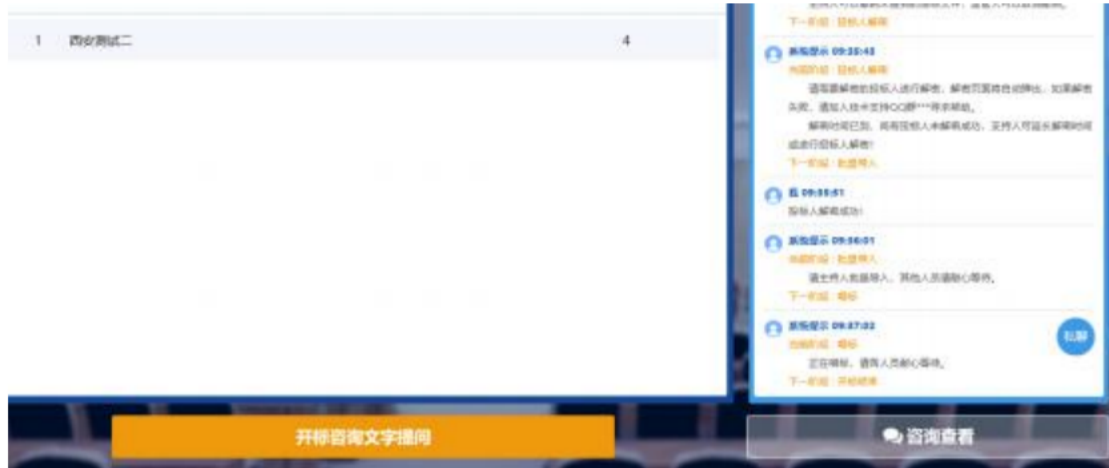 1 西安测试二 4
下一阶段：投标人解密
系统提示 09:35:43
当前阶段：投标人解密
请需要解密的投标人进行解密，解密页面将自动弹出，如果解密
失败，请加入技术支持QQ群***寻求帮助。
解密时间已到，尚有投标人未解密成功，主持人可延长解密时间
或进行投标人解密！
下一阶段：批量导入
我 09:35:51
投标人解密成功！
系统提示 09:36:01
当前阶段：批量导入
请主持人批量导入，其他人员请耐心等待。
下一阶段：唱标
系统提示 09:37:02
当前阶段：唱标
正在唱标，请各人员耐心等待。
下一阶段：开标结束
私聊
开标咨询文字提问
咨询查看